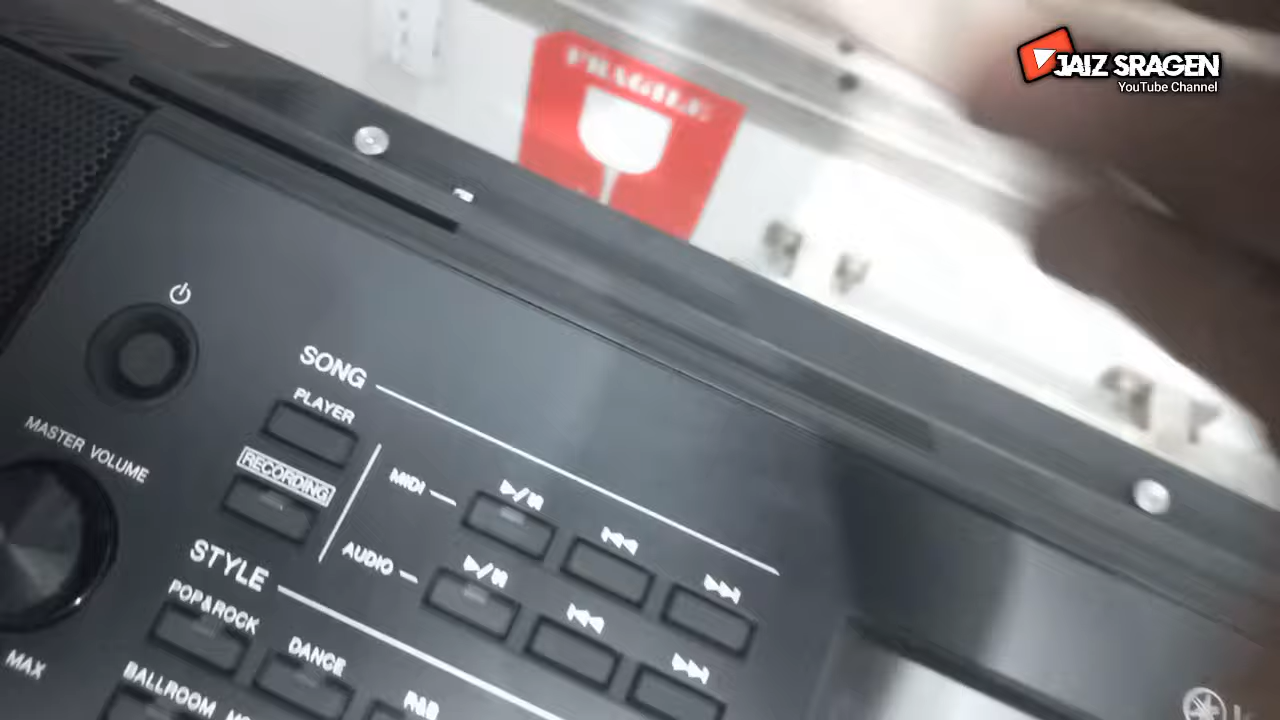 JAIZ SRAGEN
YouTube Channel
FRAGILE
SONG
PLAYER
RECORDING
MASTER VOLUME
MIDI
AUDIO
STYLE
POP&ROCK
DANCE
R&B
MAX
BALLROOM